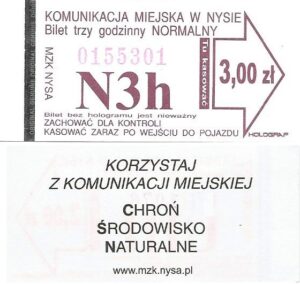 KOMUNIKACJA MIEJSKA W NYSIE
Bilet trzy godzinny NORMALNY
MZK NYSA
0155301
N3h
Tu kasować
3,00 zł
Bilet bez hologramu jest nieważny
ZACHOWAĆ DLA KONTROLI
KASOWAĆ ZARAZ PO WEJŚCIU DO POJAZDU
HOLOGRAF
KORZYSTAJ
Z KOMUNIKACJI MIEJSKIEJ
CHROŃ
ŚRODOWISKO
NATURALNE
www.mzk.nysa.pl